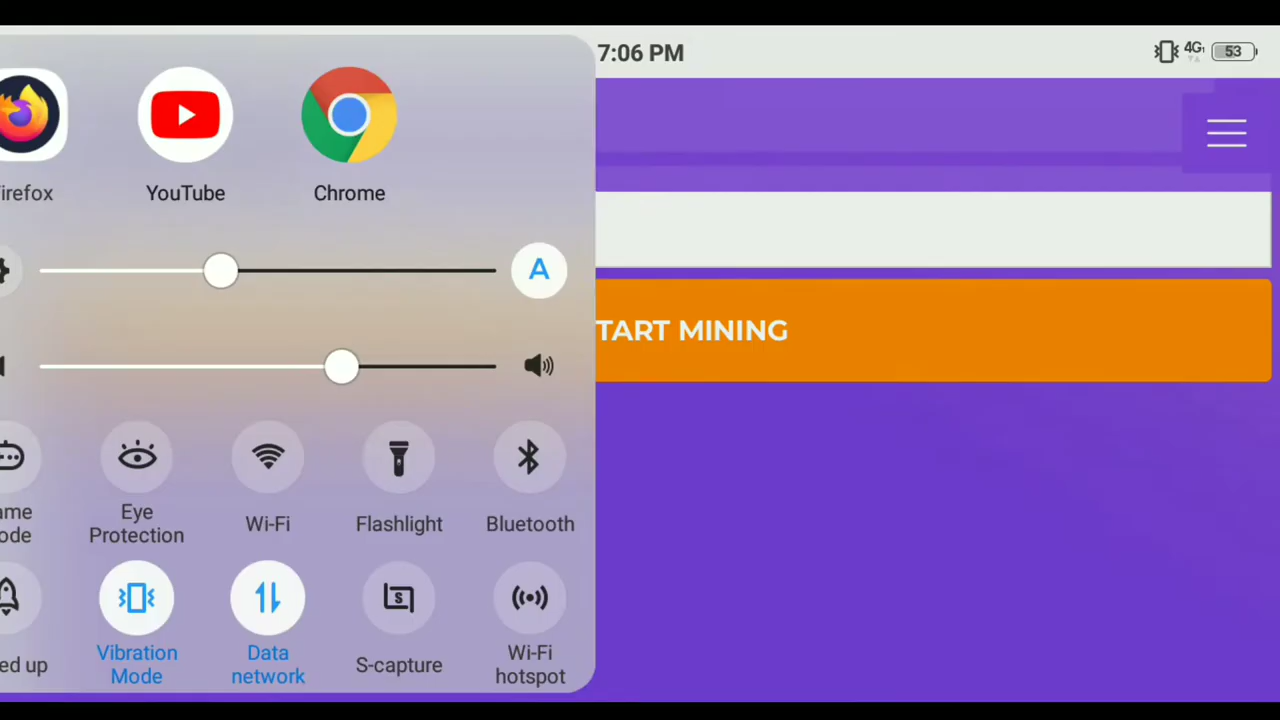 7:06 PM
4G
53
irefox
YouTube
Chrome
A
TART MINING
ame
ode
Eye
Protection
Wi-Fi
Flashlight
Bluetooth
S
ed up
Vibration
Mode
Data
network
S-capture
Wi-Fi
hotspot